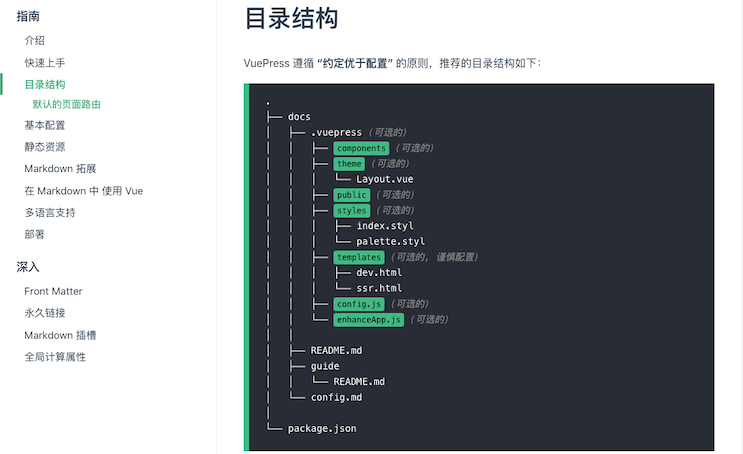 指南
介绍
快速上手
目录结构
默认的页面路由
基本配置
静态资源
Markdown 拓展
在 Markdown 中 使用 Vue
多语言支持
部署
深入
Front Matter
永久链接
Markdown 插槽
全局计算属性
目录结构
VuePress 遵循 “约定优于配置” 的原则，推荐的目录结构如下：
.
├── docs
│   ├── .vuepress (可选的)
│   │   ├── components (可选的)
│   │   ├── theme (可选的)
│   │   │   └── Layout.vue
│   │   ├── public (可选的)
│   │   ├── styles (可选的)
│   │   │   ├── index.styl
│   │   │   └── palette.styl
│   │   ├── templates (可选的, 谨慎配置)
│   │   │   ├── dev.html
│   │   │   └── ssr.html
│   │   ├── config.js (可选的)
│   │   └── enhanceApp.js (可选的)
│   │
│   ├── README.md
│   ├── guide
│   │   └── README.md
│   └── config.md
│
└── package.json